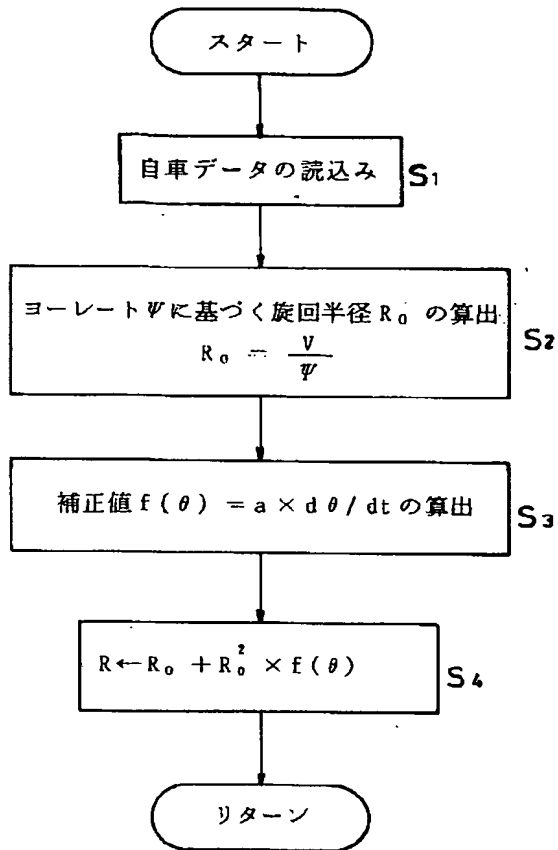 スタート
自車データの読込み S1
ヨーレートΨに基づく旋回半径R₀の算出
R₀ = V/Ψ S2
補正値f(θ)=a×dθ/dtの算出 S3
R←R₀+R₀²×f(θ) S4
リターン